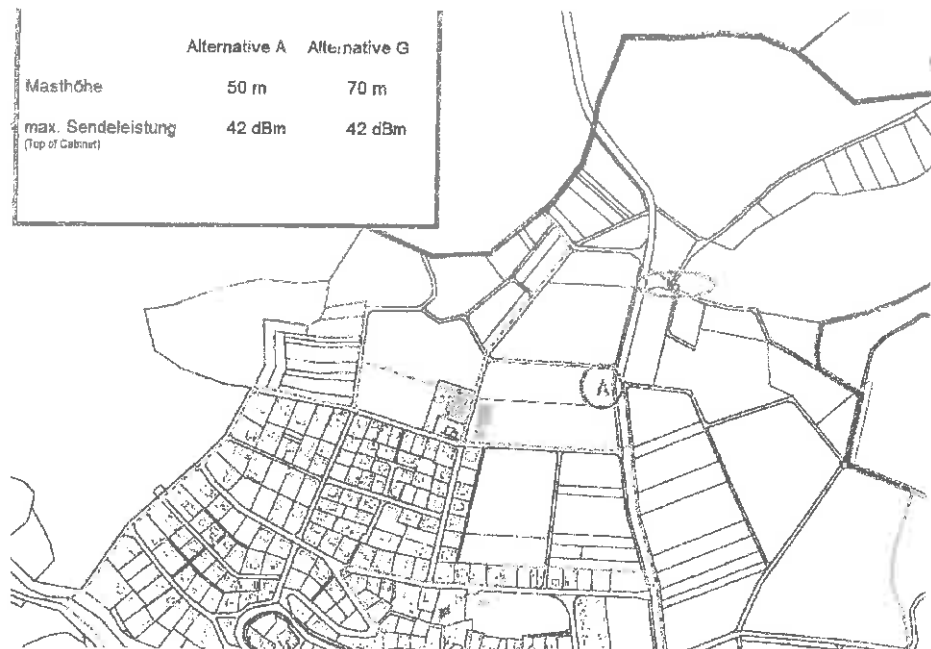 Alternative A Alternative G
Masthöhe 50 m 70 m
max. Sendeleistung 42 dBm 42 dBm
(Top of Cabinet)
A